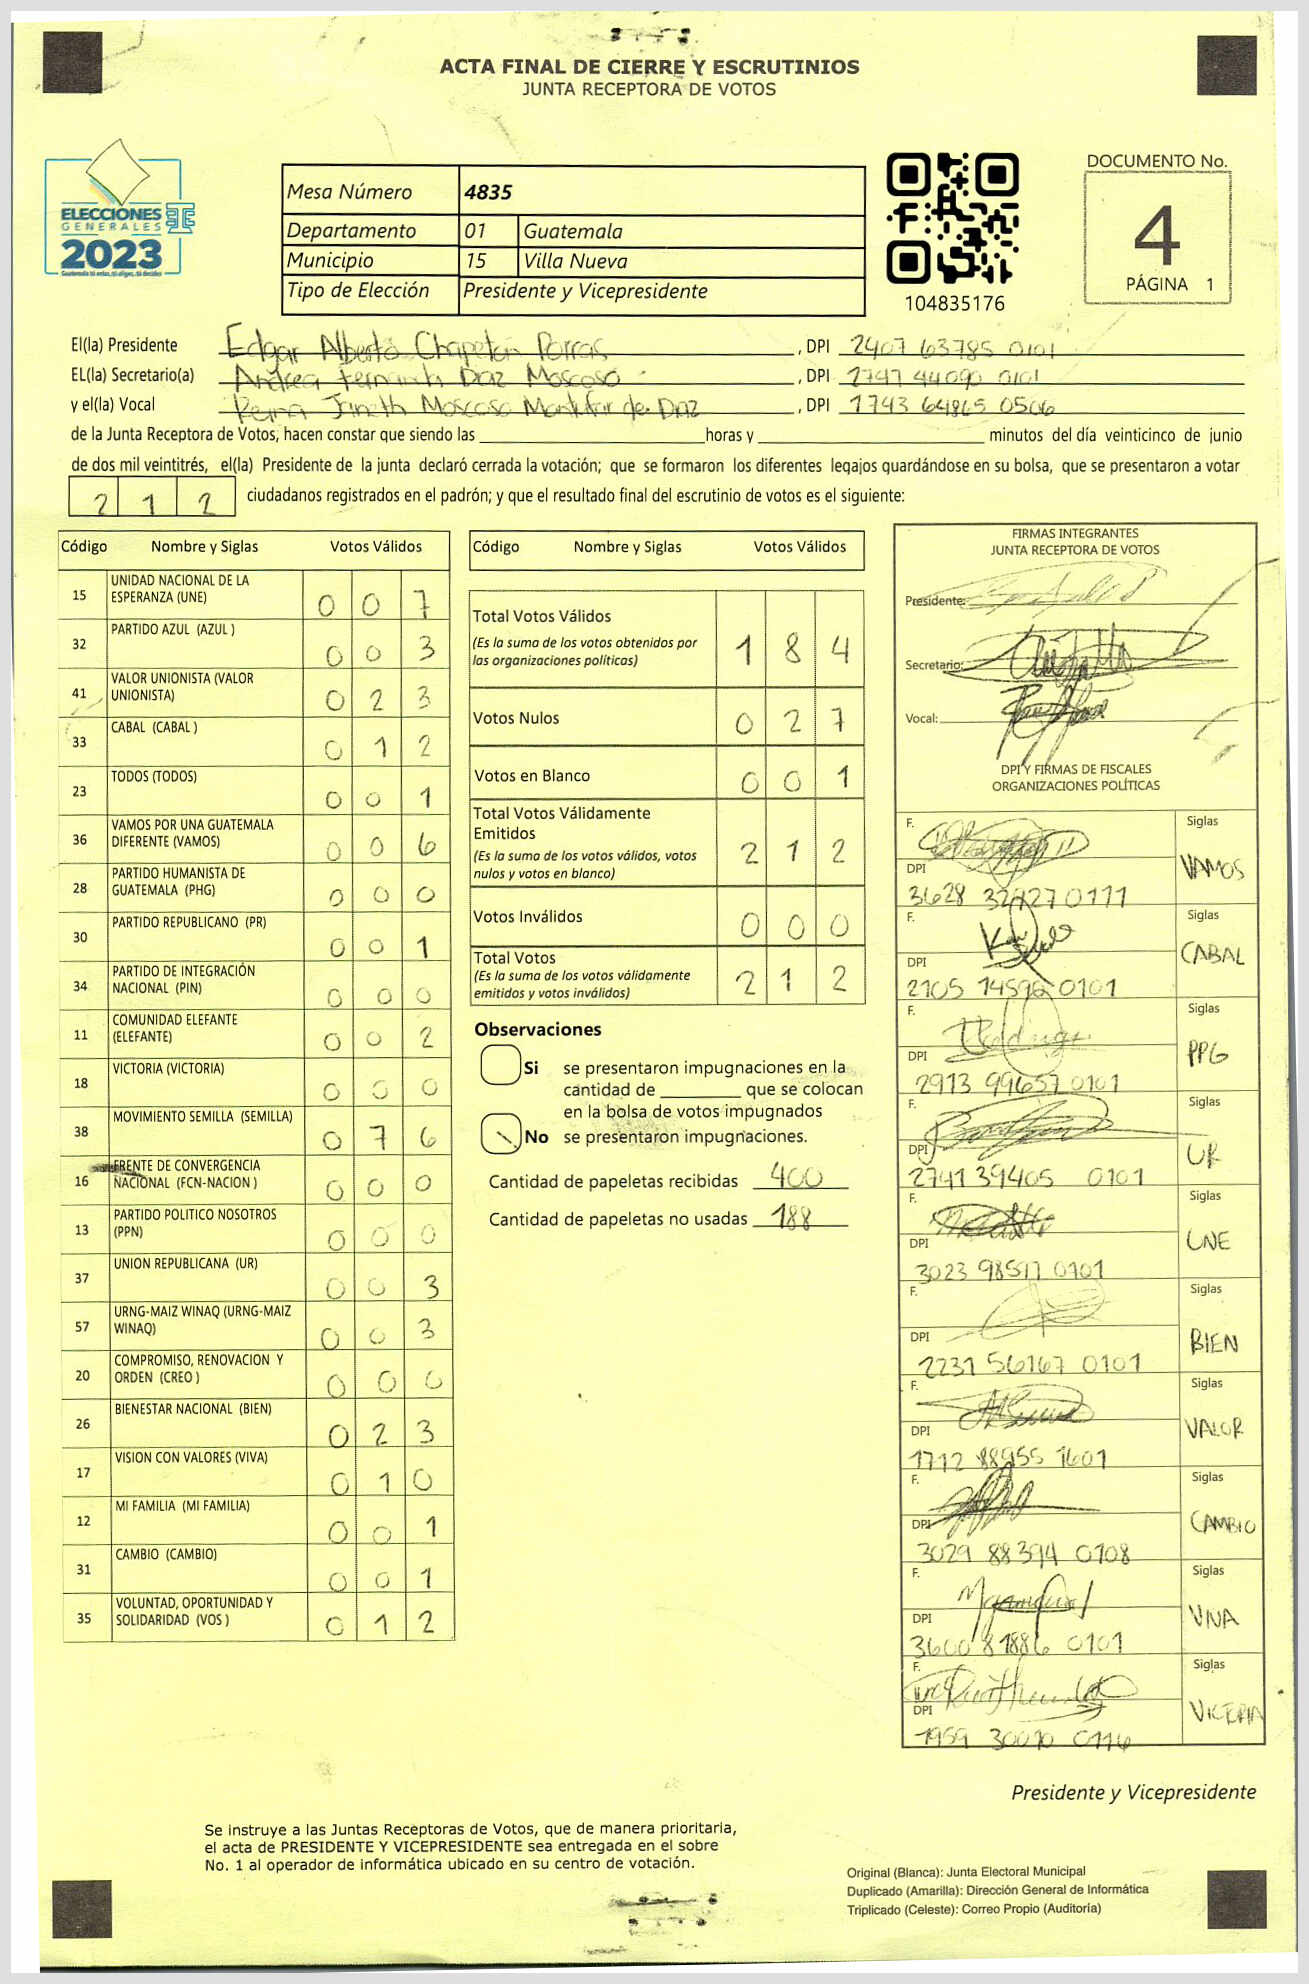 ACTA FINAL DE CIERRE Y ESCRUTINIOS
JUNTA RECEPTORA DE VOTOS
ELECCIONES
GENERALES
2023
Mesa Número 4835
Departamento 01 Guatemala
Municipio 15 Villa Nueva
Tipo de Elección Presidente y Vicepresidente
104835176
DOCUMENTO No.
4
PÁGINA 1
El(la) Presidente Edgar Alberto Chapetón Porras, DPI 2407 63785 0101
EL(la) Secretario(a) Andrea Fernanda Díaz Moscoso, DPI 2747 44090 0101
y el(la) Vocal Reina Janeth Moscoso Montufar de Díaz, DPI 1743 64865 0506
de la Junta Receptora de Votos, hacen constar que siendo las horas y minutos del día veinticinco de junio
de dos mil veintitrés, el(la) Presidente de la junta declaró cerrada la votación; que se formaron los diferentes legajos guardándose en su bolsa, que se presentaron a votar
2 1 2 ciudadanos registrados en el padrón; y que el resultado final del escrutinio de votos es el siguiente:
Código Nombre y Siglas Votos Válidos
15 UNIDAD NACIONAL DE LA ESPERANZA (UNE) 0 0 7
32 PARTIDO AZUL (AZUL ) 0 0 3
41 VALOR UNIONISTA (VALOR UNIONISTA) 0 2 3
33 CABAL (CABAL ) 0 1 2
23 TODOS (TODOS) 0 0 1
36 VAMOS POR UNA GUATEMALA DIFERENTE (VAMOS) 0 0 6
28 PARTIDO HUMANISTA DE GUATEMALA (PHG) 0 0 0
30 PARTIDO REPUBLICANO (PR) 0 0 1
34 PARTIDO DE INTEGRACIÓN NACIONAL (PIN) 0 0 0
11 COMUNIDAD ELEFANTE (ELEFANTE) 0 0 2
18 VICTORIA (VICTORIA) 0 0 0
38 MOVIMIENTO SEMILLA (SEMILLA) 0 7 6
16 FRENTE DE CONVERGENCIA NACIONAL (FCN-NACION ) 0 0 0
13 PARTIDO POLITICO NOSOTROS (PPN) 0 0 0
37 UNION REPUBLICANA (UR) 0 0 3
57 URNG-MAIZ WINAQ (URNG-MAIZ WINAQ) 0 0 3
20 COMPROMISO, RENOVACION Y ORDEN (CREO ) 0 0 0
26 BIENESTAR NACIONAL (BIEN) 0 2 3
17 VISION CON VALORES (VIVA) 0 1 0
12 MI FAMILIA (MI FAMILIA) 0 0 1
31 CAMBIO (CAMBIO) 0 0 1
35 VOLUNTAD, OPORTUNIDAD Y SOLIDARIDAD (VOS ) 0 1 2
Código Nombre y Siglas Votos Válidos
Total Votos Válidos 1 8 4
(Es la suma de los votos obtenidos por
las organizaciones políticas)
Votos Nulos 0 2 7
Votos en Blanco 0 0 1
Total Votos Válidamente
Emitidos 2 1 2
(Es la suma de los votos válidos, votos
nulos y votos en blanco)
Votos Inválidos 0 0 0
Total Votos 2 1 2
(Es la suma de los votos válidamente
emitidos y votos inválidos)
Observaciones
Si se presentaron impugnaciones en la
cantidad de que se colocan
en la bolsa de votos impugnados
No se presentaron impugnaciones.
Cantidad de papeletas recibidas 400
Cantidad de papeletas no usadas 188
FIRMAS INTEGRANTES
JUNTA RECEPTORA DE VOTOS
Presidente:
Secretario:
Vocal:
DPI Y FIRMAS DE FISCALES
ORGANIZACIONES POLÍTICAS
F. Siglas
DPI VAMOS
3628 32927 0111
F. Siglas
DPI CABAL
2105 14596 0101
F. Siglas
DPI PPG
2913 99657 0101
F. Siglas
DPI UR
2741 39405 0101
F. Siglas
DPI UNE
3023 98517 0101
F. Siglas
DPI BIEN
2231 56167 0101
F. Siglas
DPI VALOR
1712 88955 1601
F. Siglas
DPI CAMBIO
3029 88394 0108
F. Siglas
DPI VIVA
3600 81886 0101
F. Siglas
DPI VICTORIA
1959 30070 0116
Presidente y Vicepresidente
Se instruye a las Juntas Receptoras de Votos, que de manera prioritaria,
el acta de PRESIDENTE Y VICEPRESIDENTE sea entregada en el sobre
No. 1 al operador de informática ubicado en su centro de votación.
Original (Blanca): Junta Electoral Municipal
Duplicado (Amarilla): Dirección General de Informática
Triplicado (Celeste): Correo Propio (Auditoría)